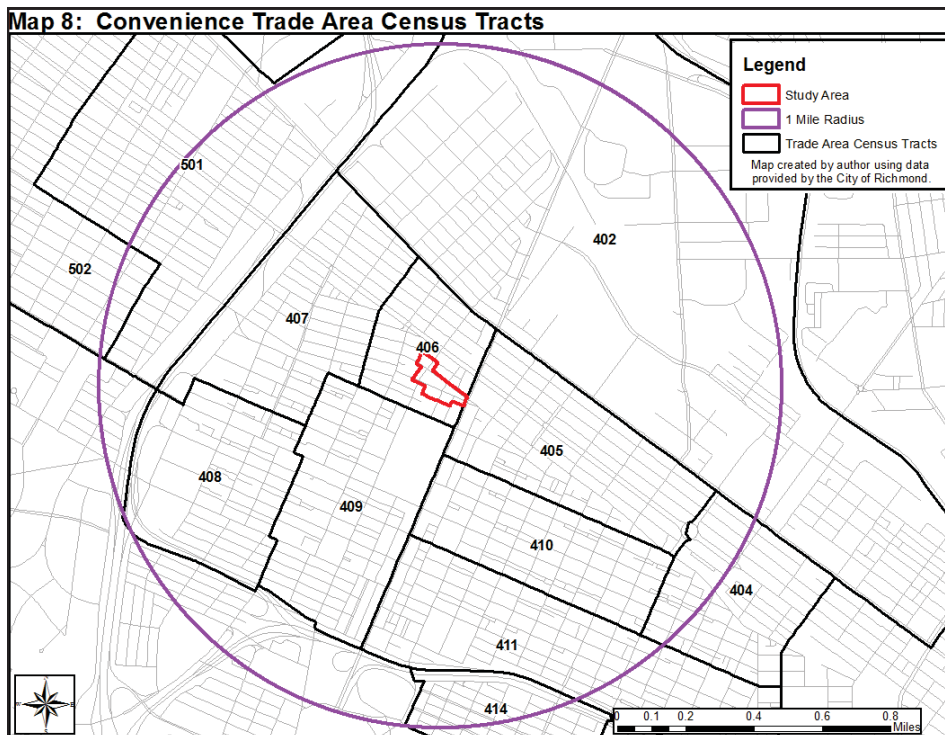 Map 8: Convenience Trade Area Census Tracts
Legend
Study Area
1 Mile Radius
Trade Area Census Tracts
Map created by author using data
provided by the City of Richmond.
501
402
502
407
406
405
408
409
410
404
411
414
N
W E
S
0 0.1 0.2 0.4 0.6 0.8
Miles